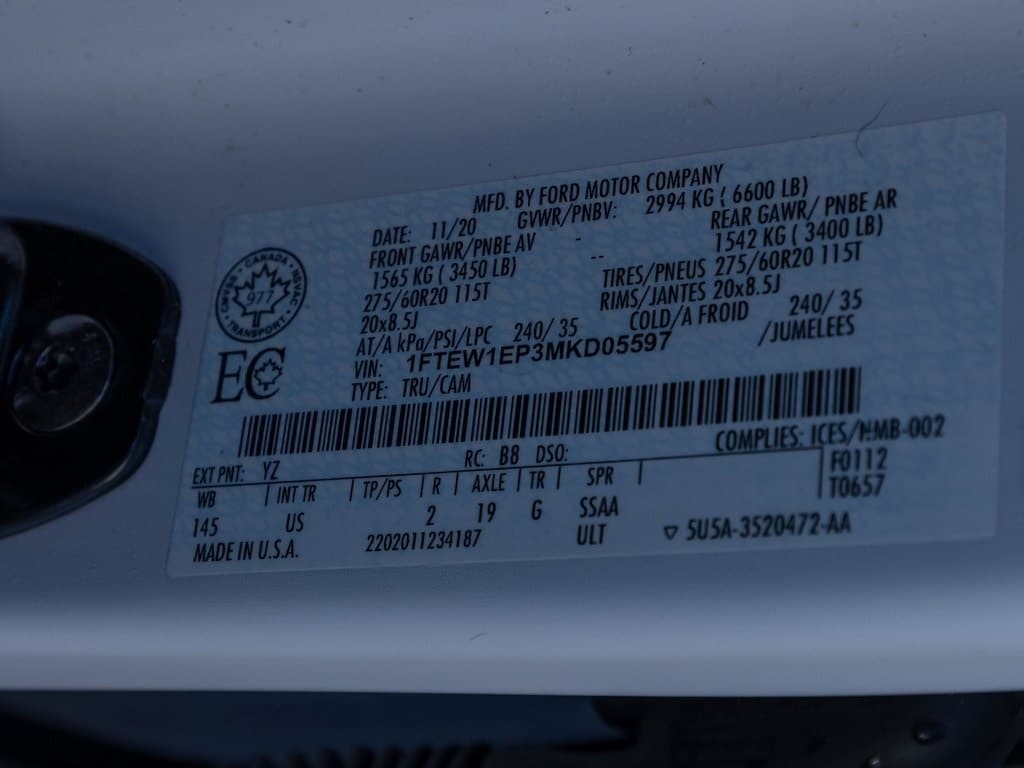 MFD. BY FORD MOTOR COMPANY
DATE: 11/20 GVWR/PNBV: 2994 KG ( 6600 LB)
FRONT GAWR/PNBE AV - REAR GAWR/ PNBE AR
1565 KG ( 3450 LB) -- 1542 KG ( 3400 LB)
275/60R20 115T TIRES/PNEUS 275/60R20 115T
20x8.5J RIMS/JANTES 20x8.5J
AT/A kPa/PSI/LPC 240/ 35 COLD/A FROID 240/ 35
VIN: 1FTEW1EP3MKD05597 /JUMELEES
TYPE: TRU/CAM
CANADA
977
TRANSPORT
EC
COMPLIES: ICES/NMB-002
EXT PNT: YZ RC: B8 DSO: F0112
WB INT TR TP/PS R AXLE TR SPR T0657
145 US 2 19 G SSAA
MADE IN U.S.A. 2202011234187 ULT ▽ 5U5A-3520472-AA